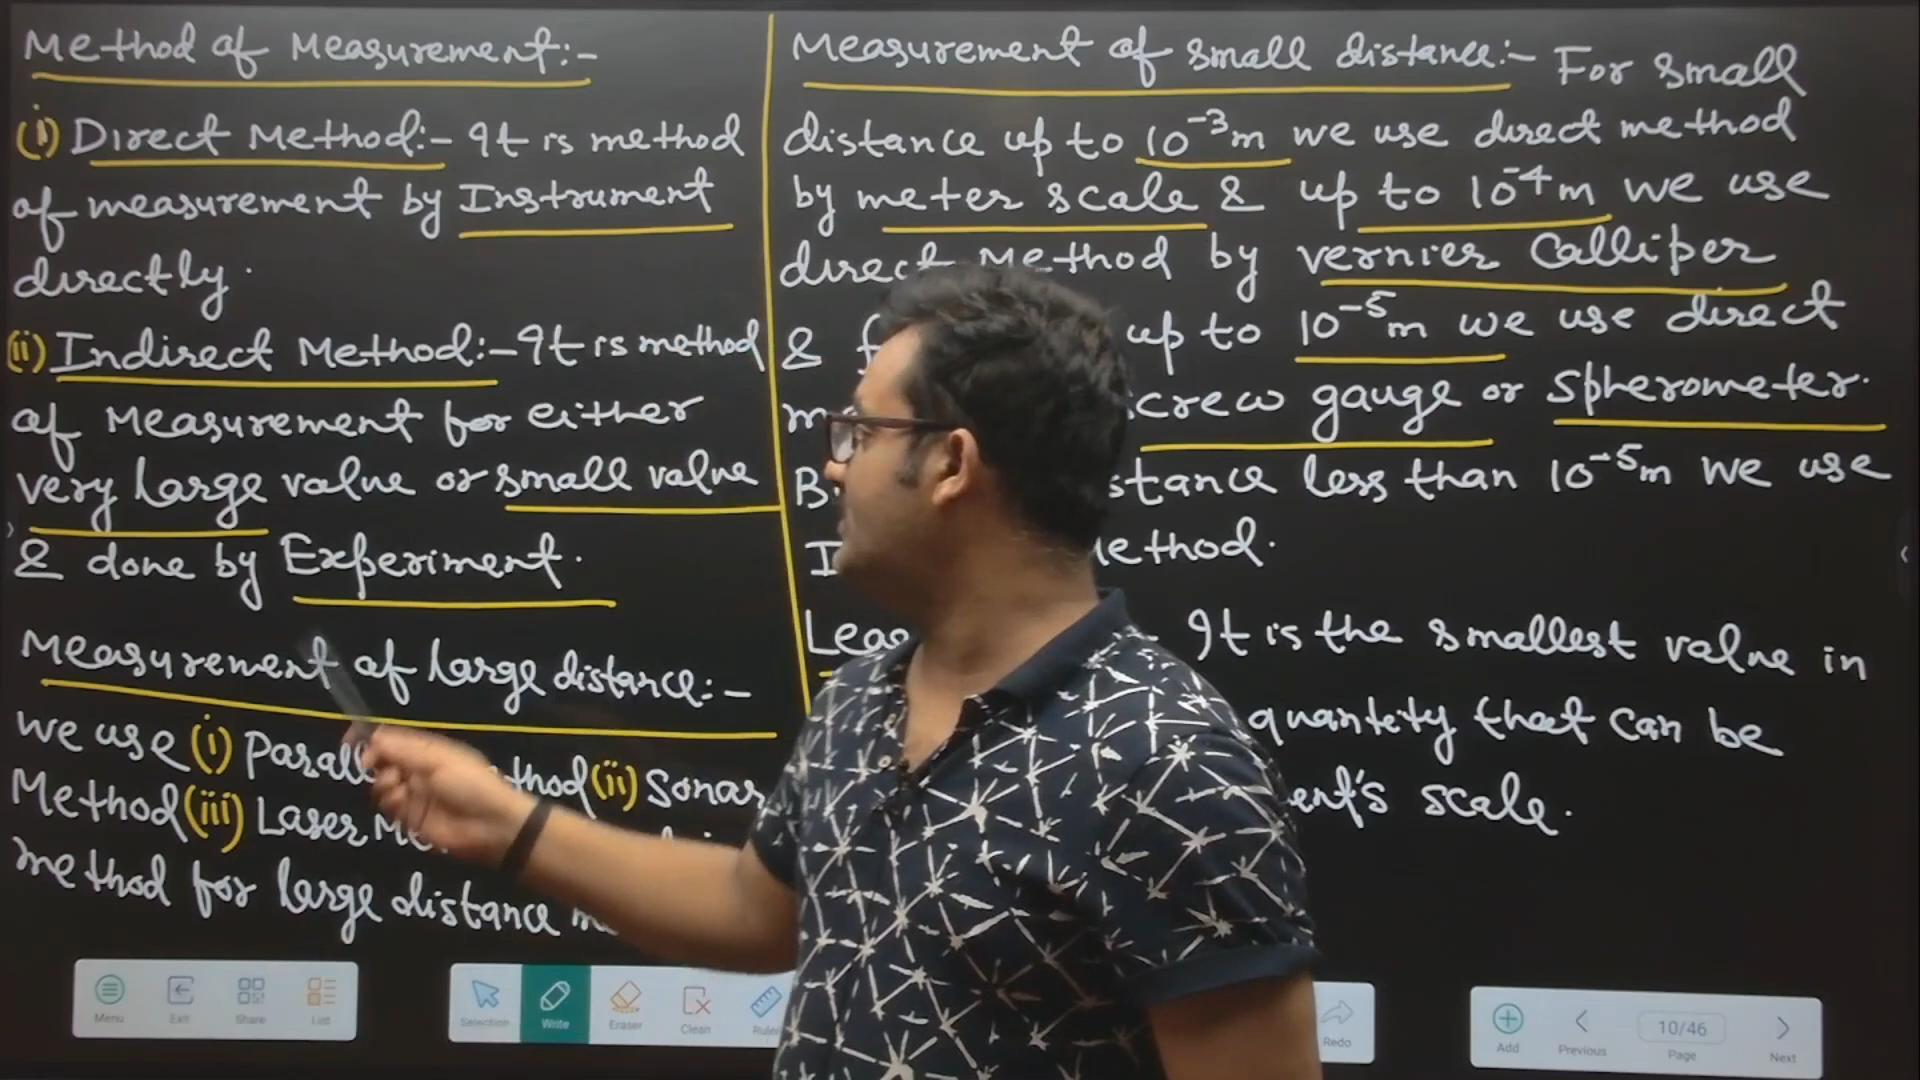 Method of Measurement:-
(i) Direct Method:- It is method
of measurement by Instrument
directly.
(ii) Indirect Method:- It is method
of Measurement for either
very large value or small value
& done by Experiment.
Measurement of large distance:-
we use (i) Method (ii) Sonar
Method (iii) Laser
method for large distance
Measurement of small distance:- For small
distance up to 10⁻³m we use direct method
by meter scale & up to 10⁻⁴m we use
direct Method by vernier Calliper
& up to 10⁻⁵m we use direct
screw gauge or Spherometer.
distance less than 10⁻⁵m we use
Method.
It is the smallest value in
quantity that can be
scale.
Menu
Exit
Share
List
Selection
Write
Eraser
Clean
Ruler
Redo
Add
Previous
10/46
Page
Next